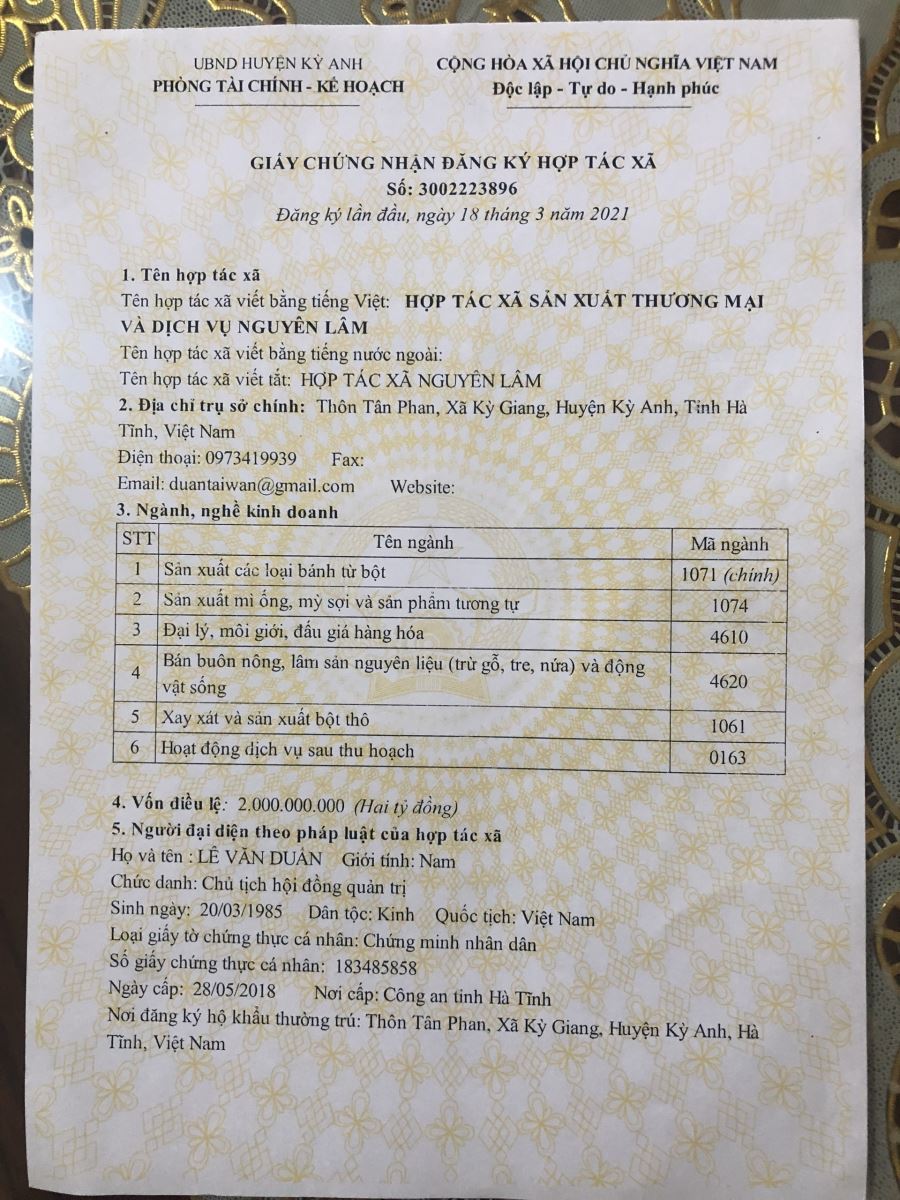 UBND HUYỆN KỲ ANH
PHÒNG TÀI CHÍNH - KẾ HOẠCH
CỘNG HÒA XÃ HỘI CHỦ NGHĨA VIỆT NAM
Độc lập - Tự do - Hạnh phúc
GIẤY CHỨNG NHẬN ĐĂNG KÝ HỢP TÁC XÃ
Số: 3002223896
Đăng ký lần đầu, ngày 18 tháng 3 năm 2021
1. Tên hợp tác xã
Tên hợp tác xã viết bằng tiếng Việt: HỢP TÁC XÃ SẢN XUẤT THƯƠNG MẠI
VÀ DỊCH VỤ NGUYÊN LÂM
Tên hợp tác xã viết bằng tiếng nước ngoài:
Tên hợp tác xã viết tắt: HỢP TÁC XÃ NGUYÊN LÂM
2. Địa chỉ trụ sở chính: Thôn Tân Phan, Xã Kỳ Giang, Huyện Kỳ Anh, Tỉnh Hà
Tĩnh, Việt Nam
Điện thoại: 0973419939 Fax:
Email: duantaiwan@gmail.com Website:
3. Ngành, nghề kinh doanh
STT Tên ngành Mã ngành
1 Sản xuất các loại bánh từ bột 1071 (chính)
2 Sản xuất mì ống, mỳ sợi và sản phẩm tương tự 1074
3 Đại lý, môi giới, đấu giá hàng hóa 4610
4 Bán buôn nông, lâm sản nguyên liệu (trừ gỗ, tre, nứa) và động
vật sống 4620
5 Xay xát và sản xuất bột thô 1061
6 Hoạt động dịch vụ sau thu hoạch 0163
4. Vốn điều lệ: 2.000.000.000 (Hai tỷ đồng)
5. Người đại diện theo pháp luật của hợp tác xã
Họ và tên : LÊ VĂN DUẨN Giới tính: Nam
Chức danh: Chủ tịch hội đồng quản trị
Sinh ngày: 20/03/1985 Dân tộc: Kinh Quốc tịch: Việt Nam
Loại giấy tờ chứng thực cá nhân: Chứng minh nhân dân
Số giấy chứng thực cá nhân: 183485858
Ngày cấp: 28/05/2018 Nơi cấp: Công an tỉnh Hà Tĩnh
Nơi đăng ký hộ khẩu thường trú: Thôn Tân Phan, Xã Kỳ Giang, Huyện Kỳ Anh, Hà
Tĩnh, Việt Nam